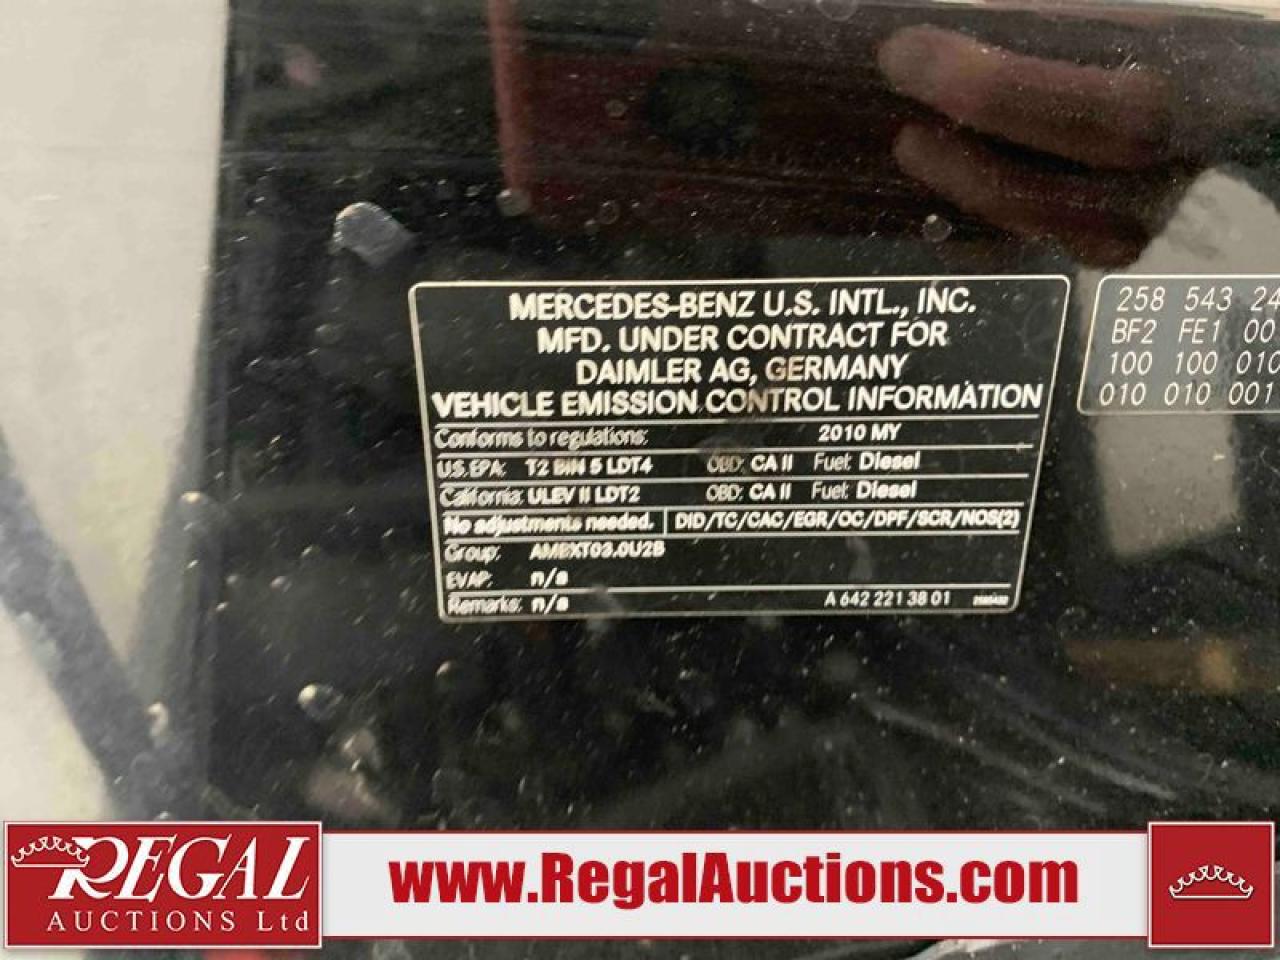 MERCEDES-BENZ U.S. INTL., INC.
MFD. UNDER CONTRACT FOR
DAIMLER AG, GERMANY
VEHICLE EMISSION CONTROL INFORMATION
Conforms to regulations: 2010 MY
U.S. EPA: T2 BIN 5 LDT4 OBD: CA II Fuel: Diesel
California: ULEV II LDT2 OBD: CA II Fuel: Diesel
No adjustments needed. DID/TC/CAC/EGR/OC/DPF/SCR/NOS(2)
Group: AMBXT03.0U2B
EVAP: n/a
Remarks: n/a A 642 221 38 01
258 543 24
BF2 FE1 00
100 100 010
010 010 001
REGAL
AUCTIONS Ltd
www.RegalAuctions.com